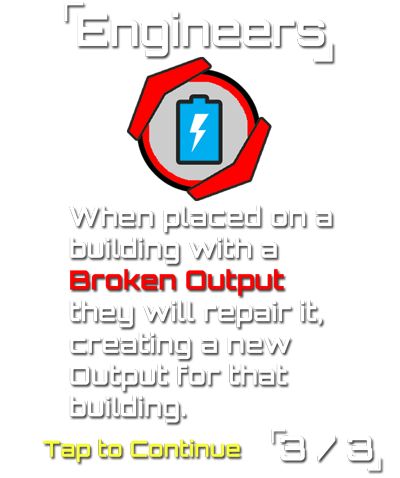 Engineers
When placed on a
building with a
Broken Output
they will repair it,
creating a new
Output for that
building.
Tap to Continue
3 / 3